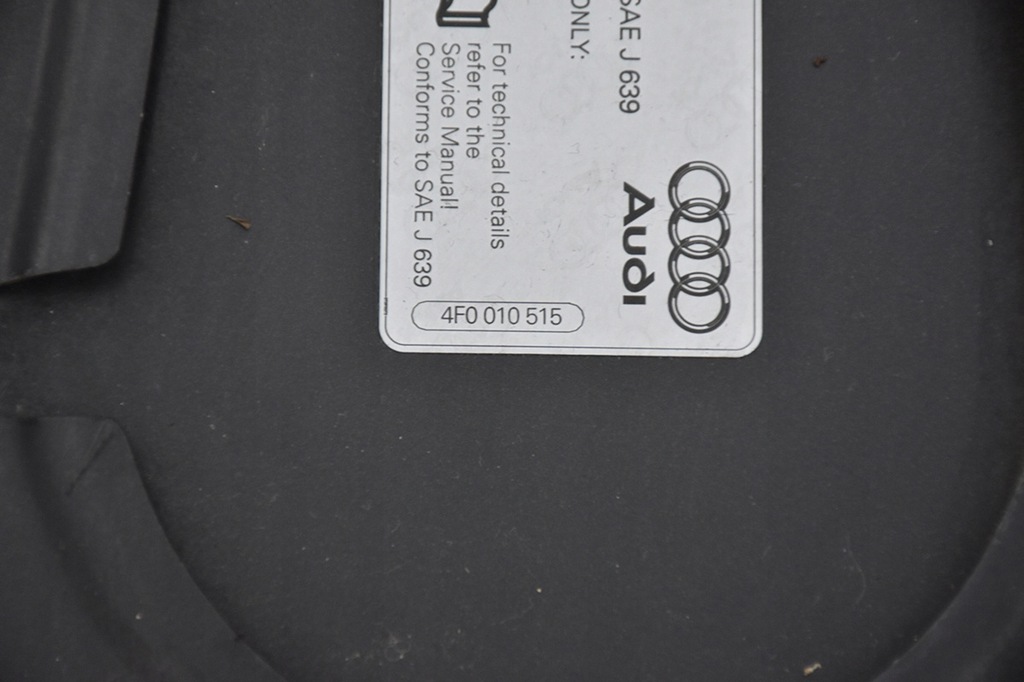 SAE J 639
ONLY:
Audi
For technical details
refer to the
Service Manual!
Conforms to SAE J 639
4F0 010 515